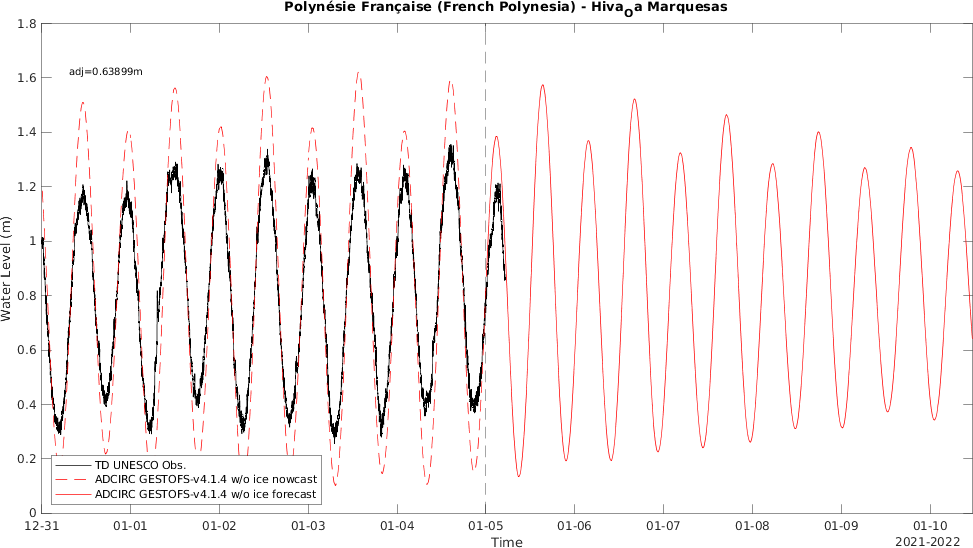 Polynésie Française (French Polynesia) - HivaOa Marquesas
1.8
1.6
1.4
1.2
1
0.8
0.6
0.4
0.2
0
Water Level (m)
adj=0.63899m
TD UNESCO Obs.
ADCIRC GESTOFS-v4.1.4 w/o ice nowcast
ADCIRC GESTOFS-v4.1.4 w/o ice forecast
12-31 01-01 01-02 01-03 01-04 01-05 01-06 01-07 01-08 01-09 01-10
Time
2021-2022